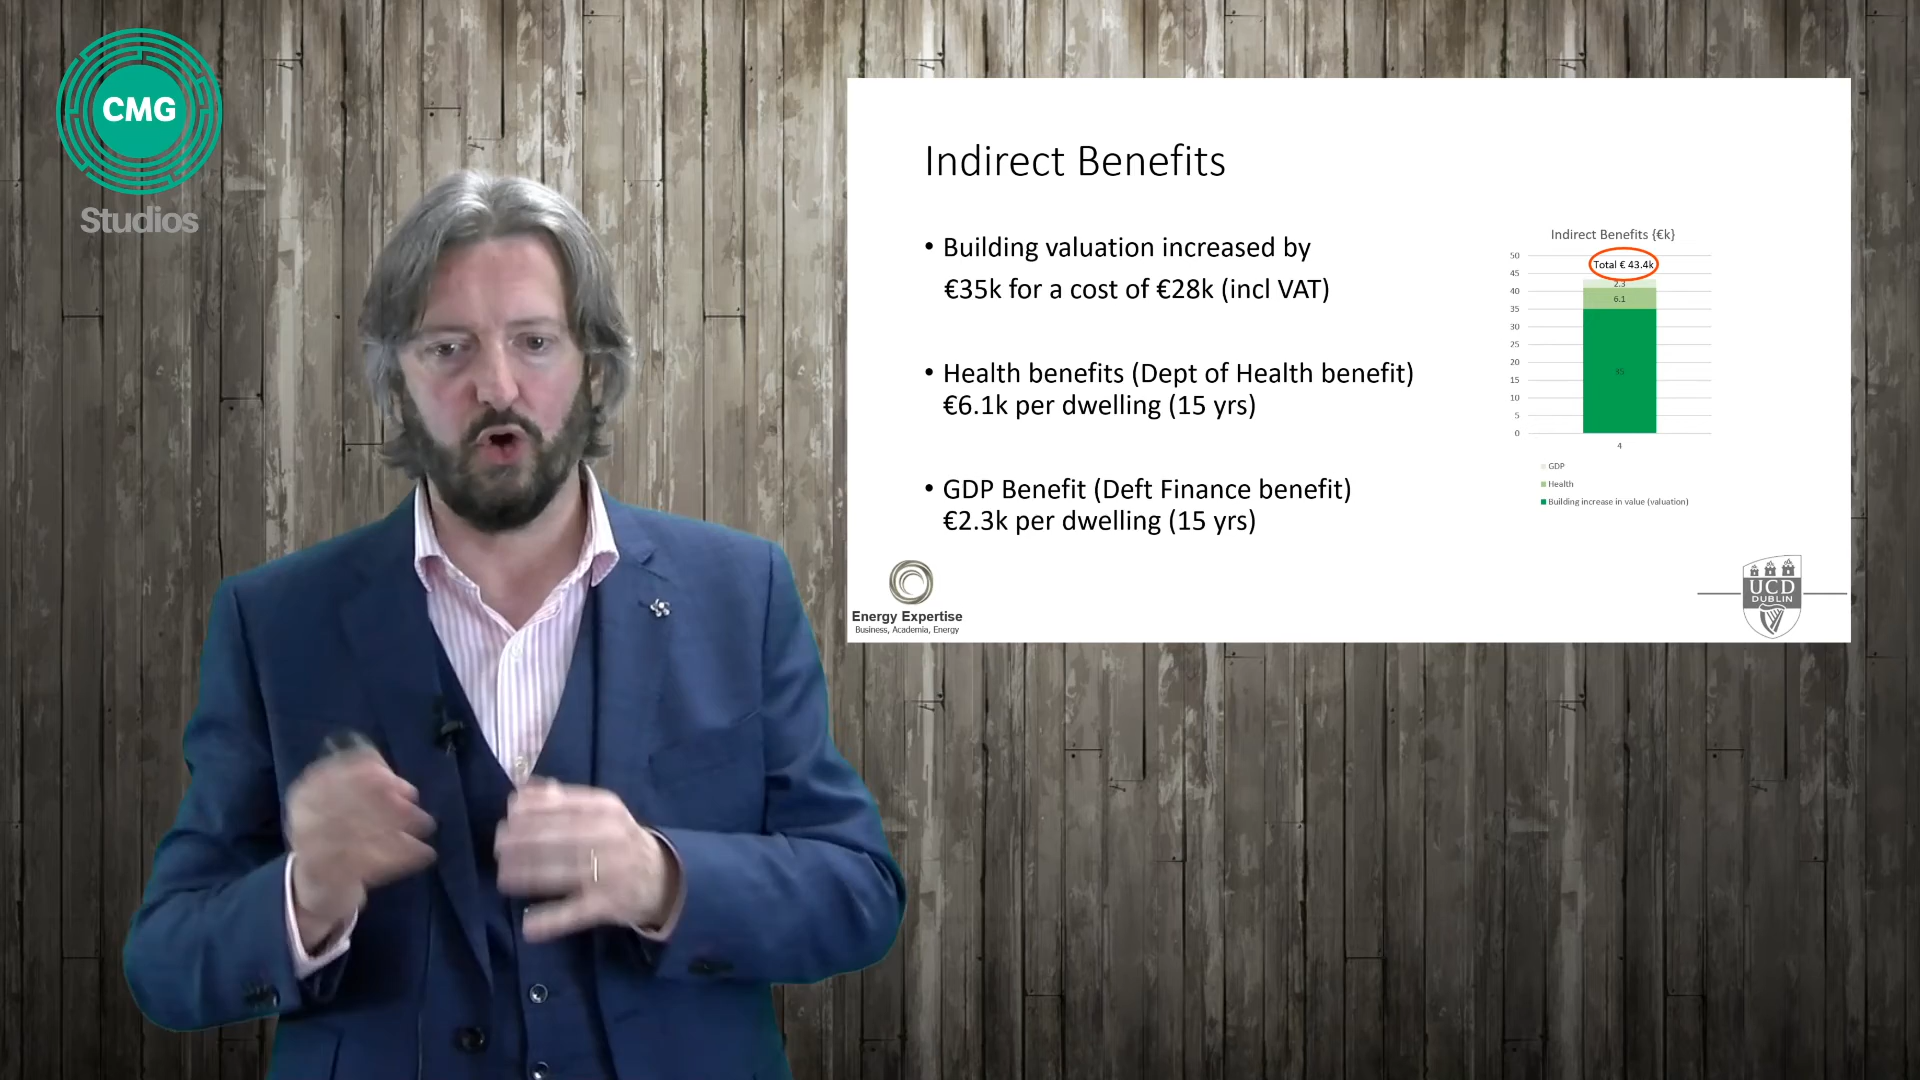 CMG
Studios
Indirect Benefits
• Building valuation increased by
€35k for a cost of €28k (incl VAT)
• Health benefits (Dept of Health benefit)
€6.1k per dwelling (15 yrs)
• GDP Benefit (Deft Finance benefit)
€2.3k per dwelling (15 yrs)
Indirect Benefits {€k}
Total € 43.4k
50
45
40
35
30
25
20
15
10
5
0
2.3
6.1
35
4
GDP
Health
Building increase in value (valuation)
Energy Expertise
Business, Academia, Energy
UCD
DUBLIN